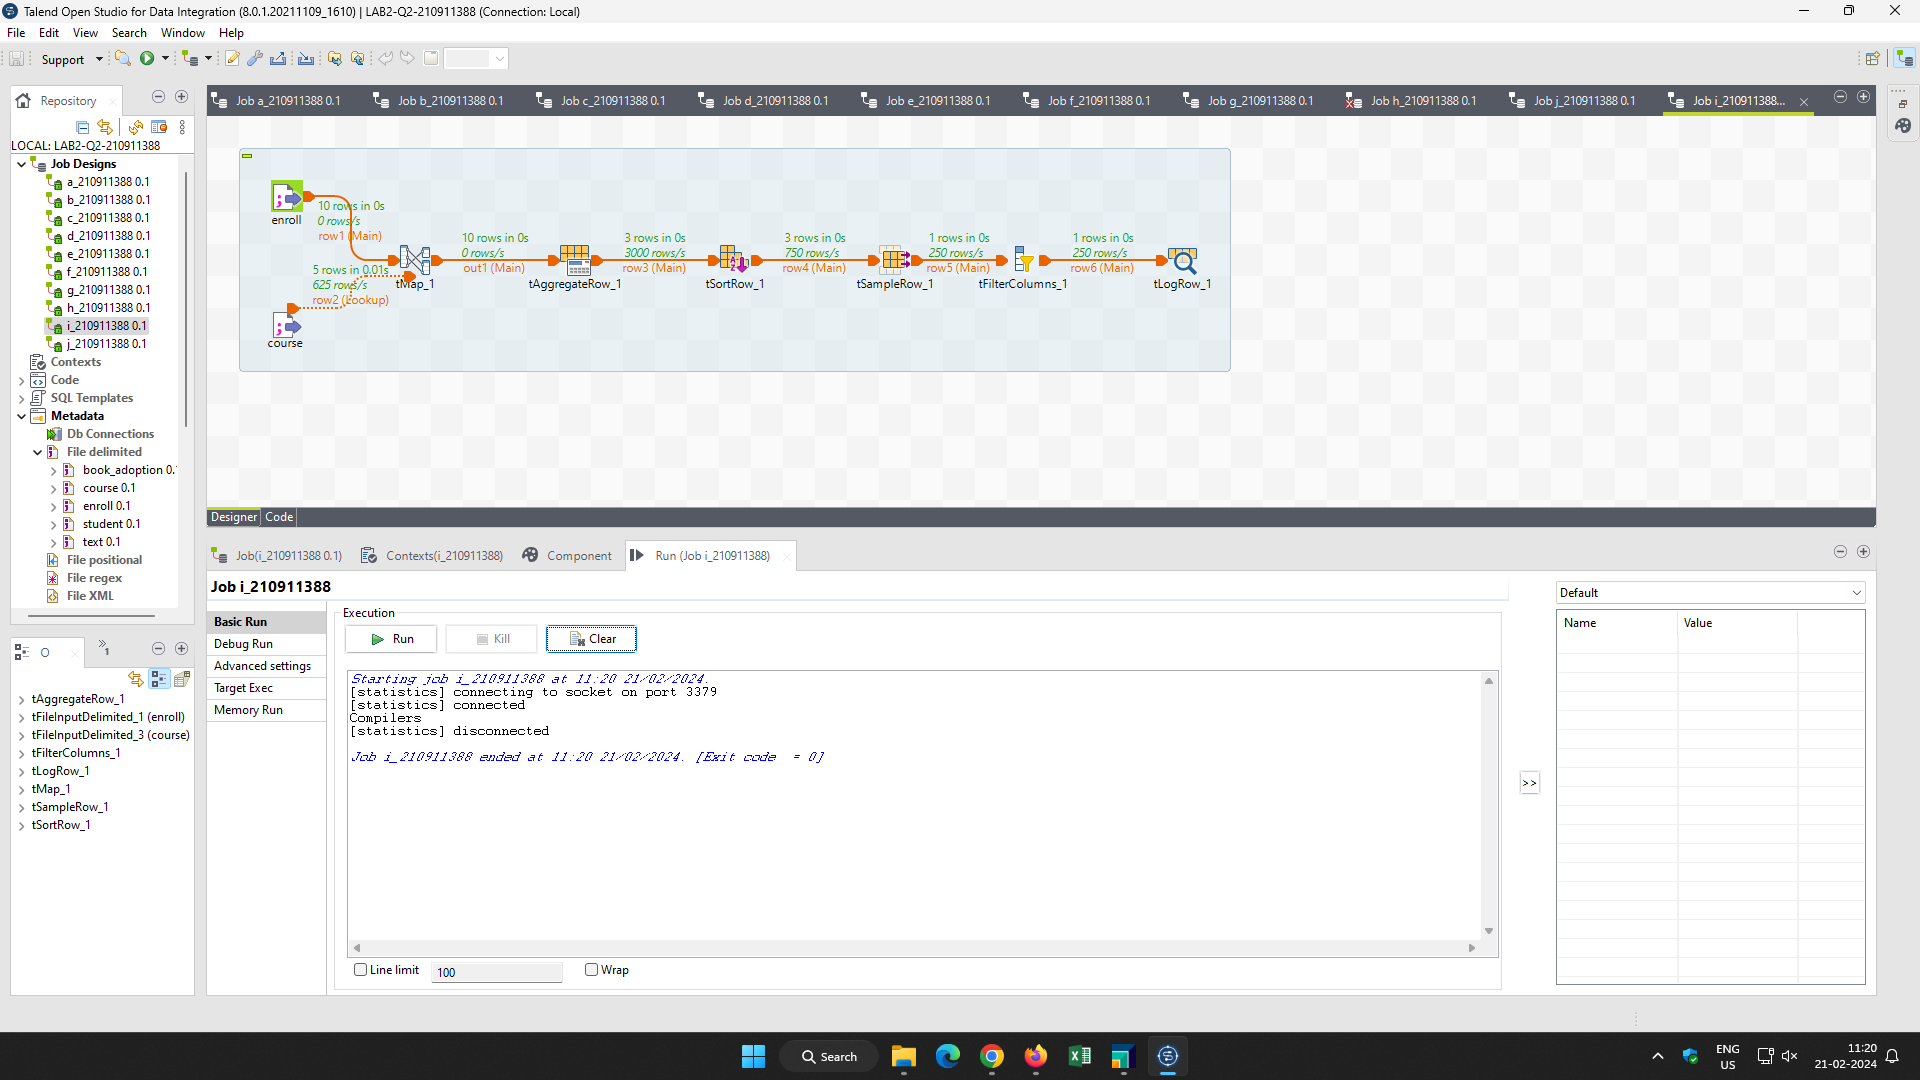 Talend Open Studio for Data Integration (8.0.1.20211109_1610) | LAB2-Q2-210911388 (Connection: Local)
File Edit View Search Window Help
Support
Repository
LOCAL: LAB2-Q2-210911388
Job Designs
a_210911388 0.1
b_210911388 0.1
c_210911388 0.1
d_210911388 0.1
e_210911388 0.1
f_210911388 0.1
g_210911388 0.1
h_210911388 0.1
i_210911388 0.1
j_210911388 0.1
Contexts
Code
SQL Templates
Metadata
Db Connections
File delimited
book_adoption 0.
course 0.1
enroll 0.1
student 0.1
text 0.1
File positional
File regex
File XML
O
1
tAggregateRow_1
tFileInputDelimited_1 (enroll)
tFileInputDelimited_3 (course)
tFilterColumns_1
tLogRow_1
tMap_1
tSampleRow_1
tSortRow_1
Job a_210911388 0.1 Job b_210911388 0.1 Job c_210911388 0.1 Job d_210911388 0.1 Job e_210911388 0.1 Job f_210911388 0.1 Job g_210911388 0.1 Job h_210911388 0.1 Job j_210911388 0.1 Job i_210911388...
enroll
10 rows in 0s
0 rows/s
row1 (Main)
5 rows in 0.01s
625 rows/s
row2 (Lookup)
course
tMap_1
10 rows in 0s
0 rows/s
out1 (Main)
tAggregateRow_1
3 rows in 0s
3000 rows/s
row3 (Main)
tSortRow_1
3 rows in 0s
750 rows/s
row4 (Main)
tSampleRow_1
1 rows in 0s
250 rows/s
row5 (Main)
tFilterColumns_1
1 rows in 0s
250 rows/s
row6 (Main)
tLogRow_1
Designer Code
Job(i_210911388 0.1) Contexts(i_210911388) Component Run (Job i_210911388)
Job i_210911388
Basic Run
Debug Run
Advanced settings
Target Exec
Memory Run
Execution
Run Kill Clear
Starting job i_210911388 at 11:20 21/02/2024.
[statistics] connecting to socket on port 3379
[statistics] connected
Compilers
[statistics] disconnected
Job i_210911388 ended at 11:20 21/02/2024. [Exit code  = 0]
Line limit 100 Wrap
>>
Default
Name Value
Search
ENG
US
11:20
21-02-2024